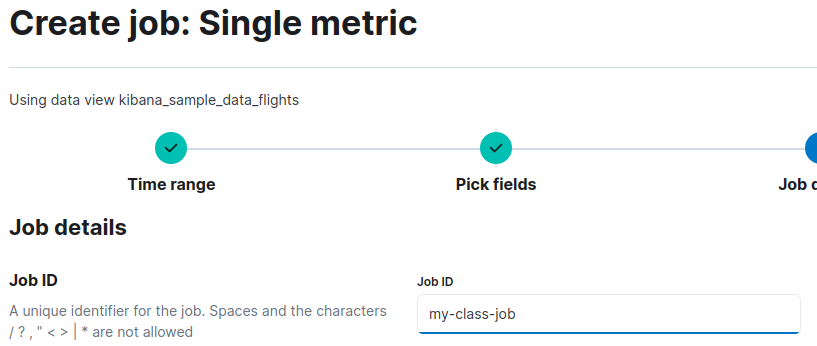 Create job: Single metric
Using data view kibana_sample_data_flights
Time range
Pick fields
Job d
Job details
Job ID
A unique identifier for the job. Spaces and the characters
/ ? , " < > | * are not allowed
Job ID
my-class-job